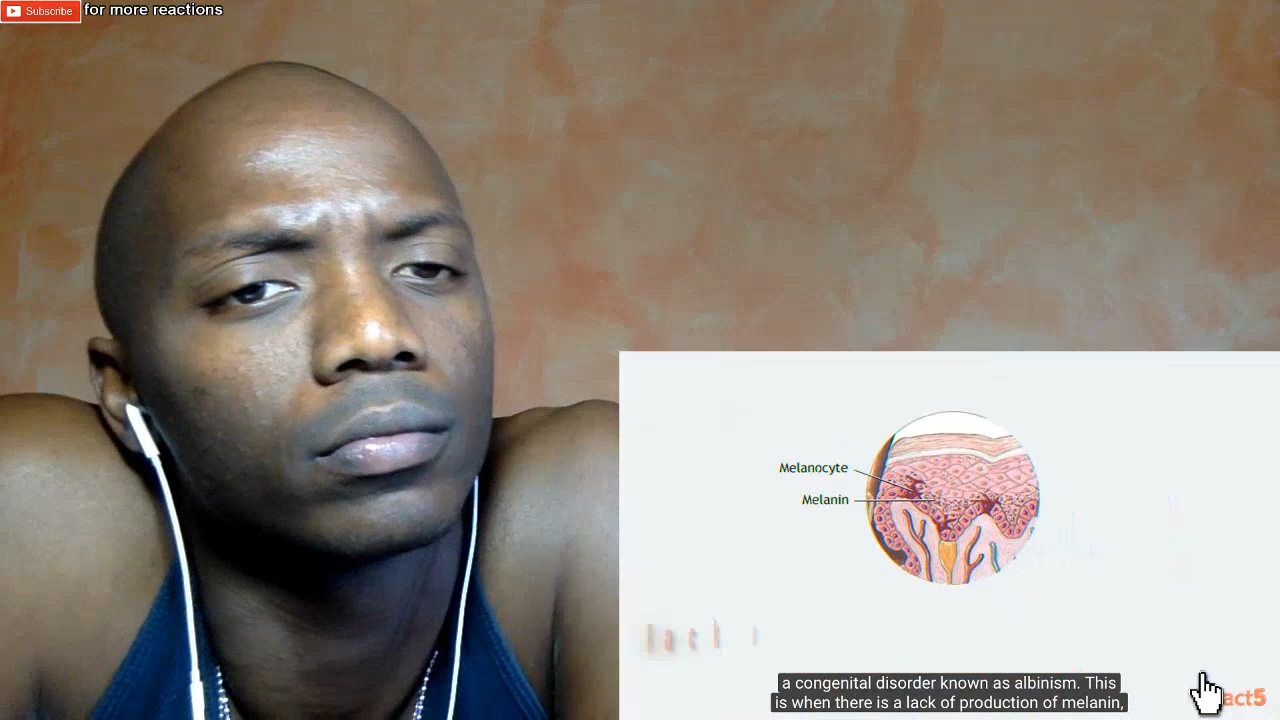 Subscribe for more reactions
Melanocyte
Melanin
a congenital disorder known as albinism. This
is when there is a lack of production of melanin,
act5